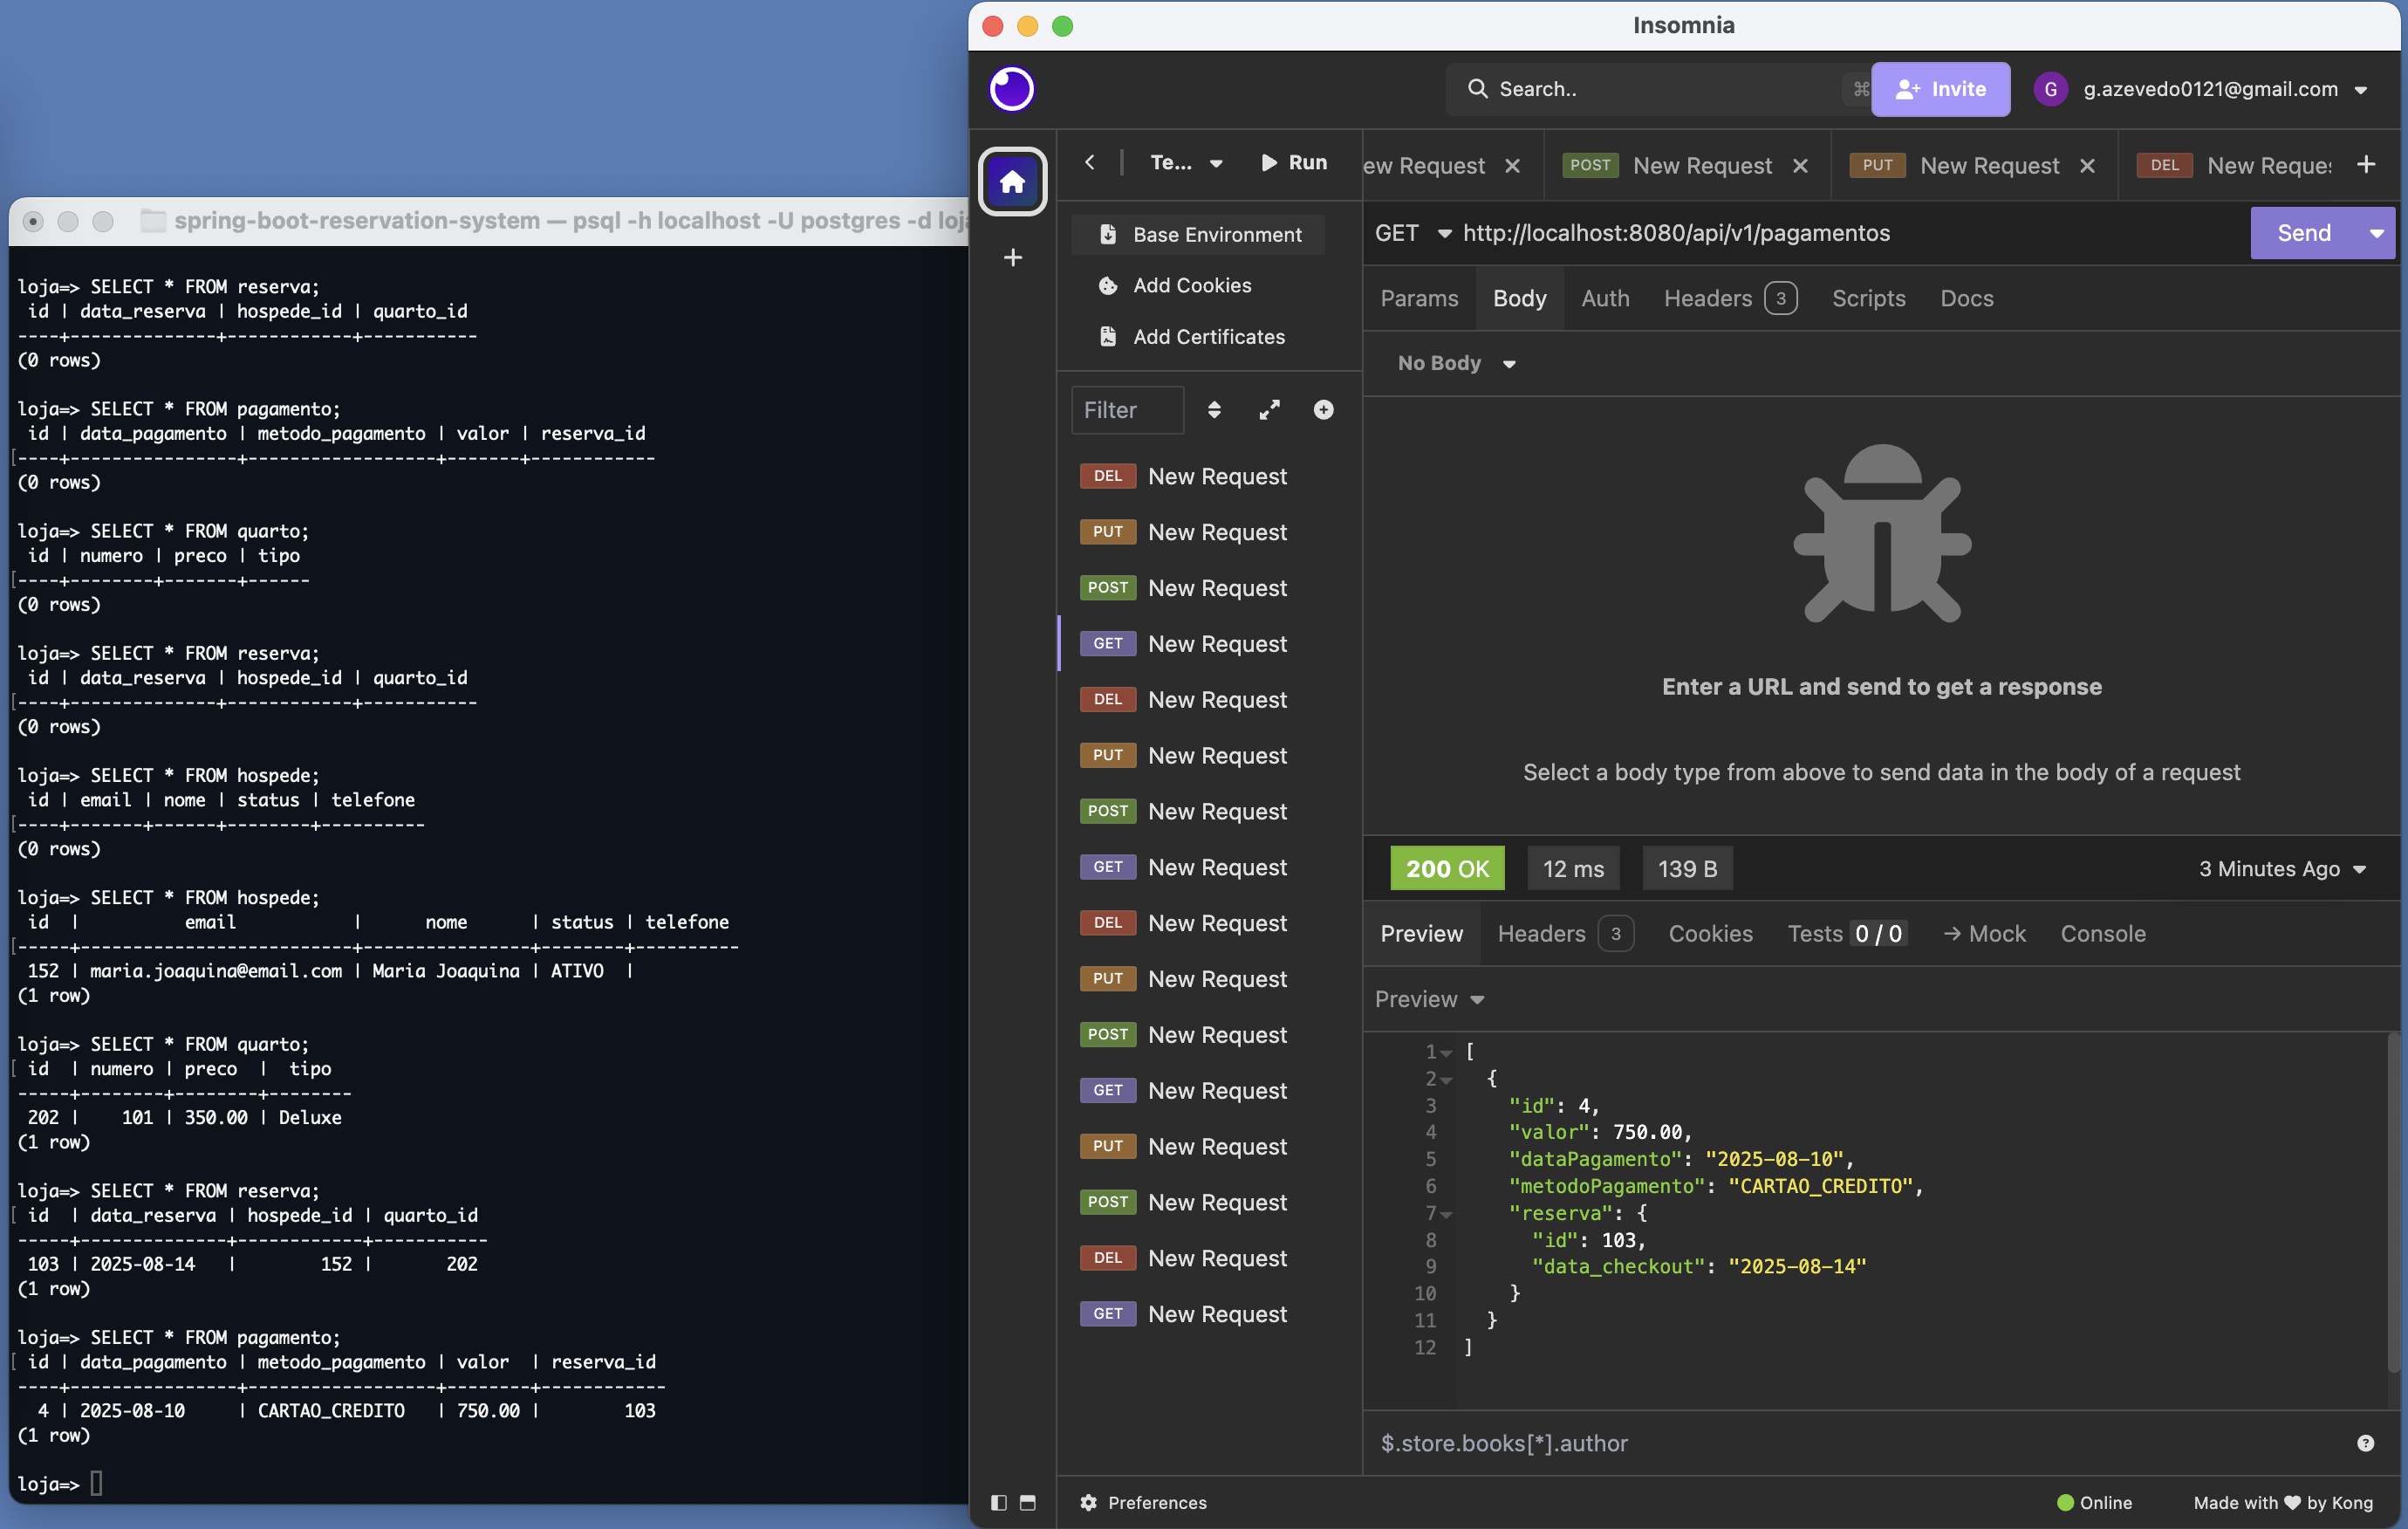 spring-boot-reservation-system — psql -h localhost -U postgres -d loj
loja=> SELECT * FROM reserva;
 id | data_reserva | hospede_id | quarto_id
----+--------------+------------+-----------
(0 rows)
loja=> SELECT * FROM pagamento;
 id | data_pagamento | metodo_pagamento | valor | reserva_id
[----+----------------+------------------+-------+------------
(0 rows)
loja=> SELECT * FROM quarto;
 id | numero | preco | tipo
[----+--------+-------+------
(0 rows)
loja=> SELECT * FROM reserva;
 id | data_reserva | hospede_id | quarto_id
[----+--------------+------------+-----------
(0 rows)
loja=> SELECT * FROM hospede;
 id | email | nome | status | telefone
[----+-------+------+--------+----------
(0 rows)
loja=> SELECT * FROM hospede;
 id  |          email           |      nome      | status | telefone
[-----+--------------------------+----------------+--------+----------
 152 | maria.joaquina@email.com | Maria Joaquina | ATIVO  |
(1 row)
loja=> SELECT * FROM quarto;
[ id  | numero | preco  |  tipo
-----+--------+--------+--------
 202 |    101 | 350.00 | Deluxe
(1 row)
loja=> SELECT * FROM reserva;
[ id  | data_reserva | hospede_id | quarto_id
-----+--------------+------------+-----------
 103 | 2025-08-14   |        152 |       202
(1 row)
loja=> SELECT * FROM pagamento;
[ id | data_pagamento | metodo_pagamento | valor  | reserva_id
----+----------------+------------------+--------+------------
  4 | 2025-08-10     | CARTAO_CREDITO   | 750.00 |        103
(1 row)
loja=>
Insomnia
Search..
⌘
Invite
G
g.azevedo0121@gmail.com
Te...
Run
ew Request
POST New Request
PUT New Request
DEL New Reques
Base Environment
Add Cookies
Add Certificates
Filter
DEL New Request
PUT New Request
POST New Request
GET New Request
DEL New Request
PUT New Request
POST New Request
GET New Request
DEL New Request
PUT New Request
POST New Request
GET New Request
PUT New Request
POST New Request
DEL New Request
GET New Request
GET http://localhost:8080/api/v1/pagamentos
Send
Params Body Auth Headers 3 Scripts Docs
No Body
Enter a URL and send to get a response
Select a body type from above to send data in the body of a request
200 OK 12 ms 139 B
3 Minutes Ago
Preview Headers 3 Cookies Tests 0 / 0 → Mock Console
Preview
1 [
2   {
3     "id": 4,
4     "valor": 750.00,
5     "dataPagamento": "2025-08-10",
6     "metodoPagamento": "CARTAO_CREDITO",
7     "reserva": {
8       "id": 103,
9       "data_checkout": "2025-08-14"
10     }
11   }
12 ]
$.store.books[*].author
Preferences
Online
Made with ♥ by Kong